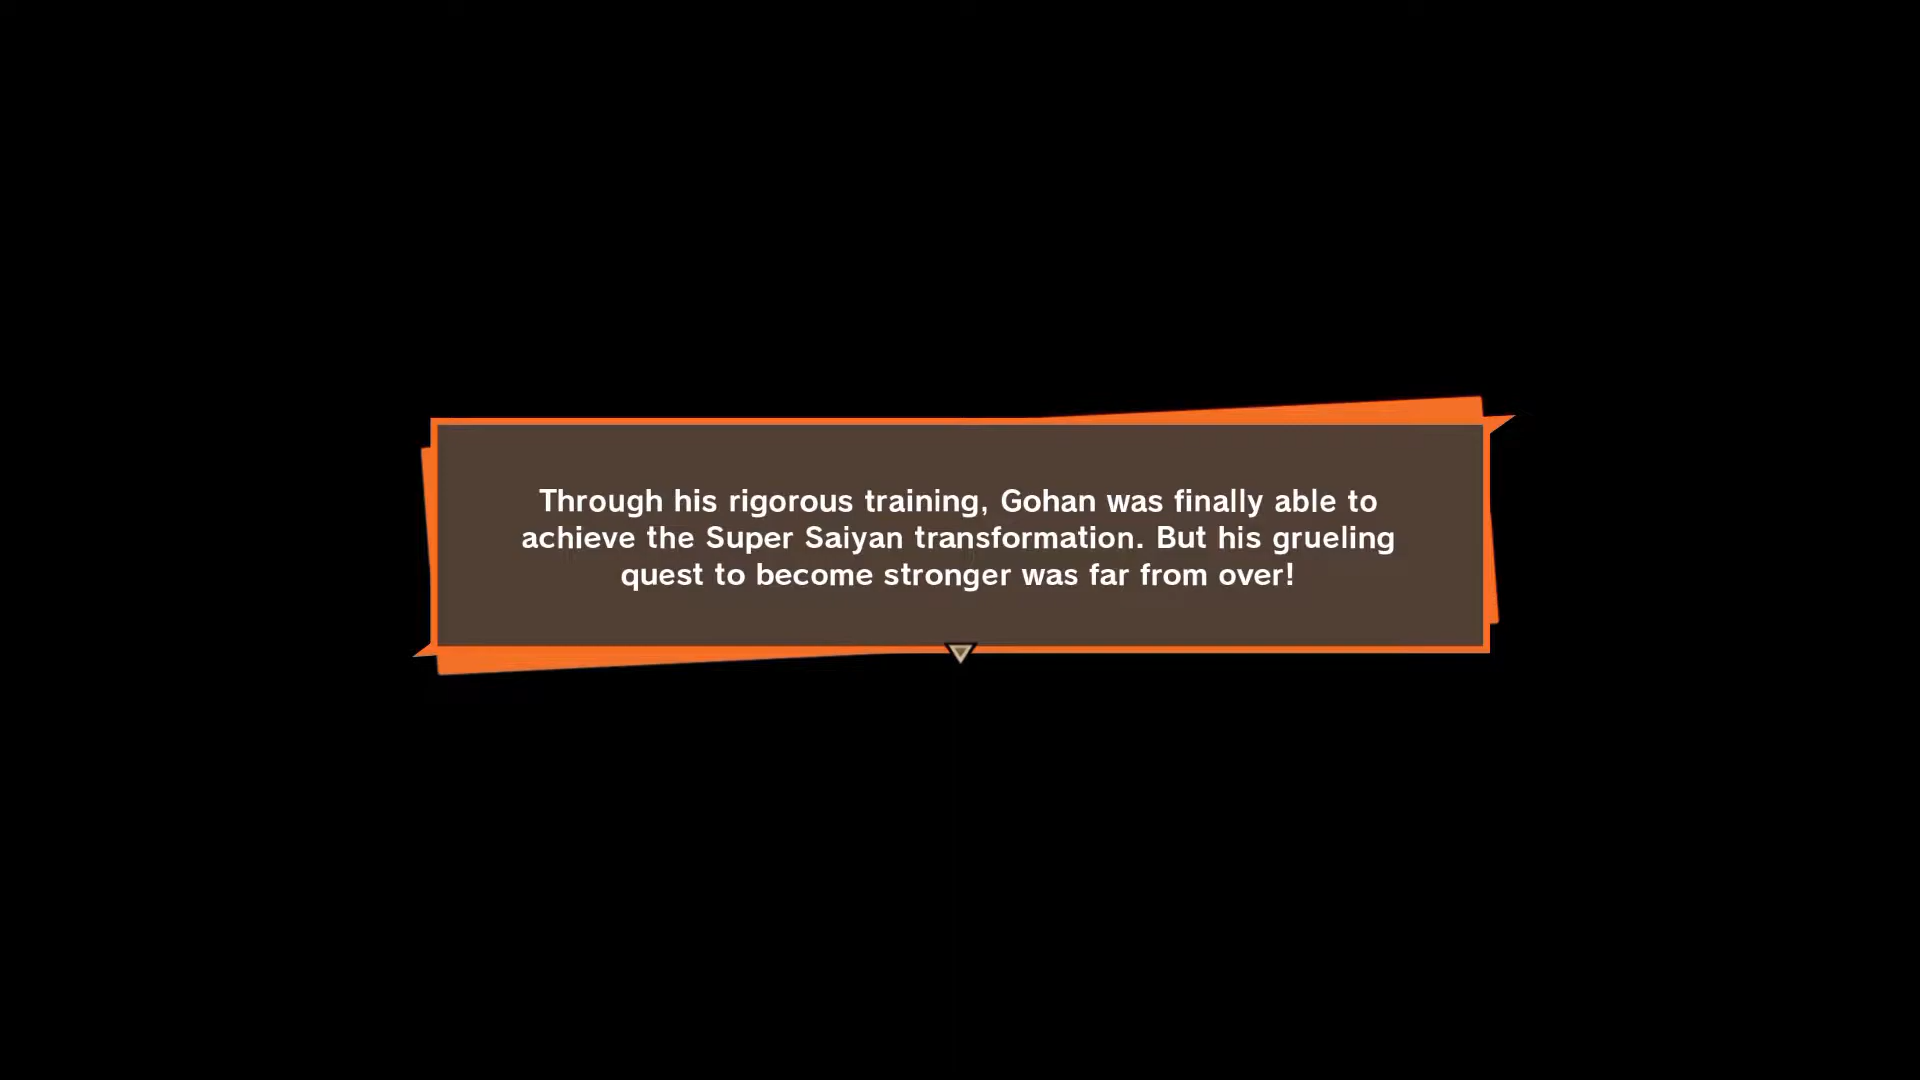 Through his rigorous training, Gohan was finally able to
achieve the Super Saiyan transformation. But his grueling
quest to become stronger was far from over!